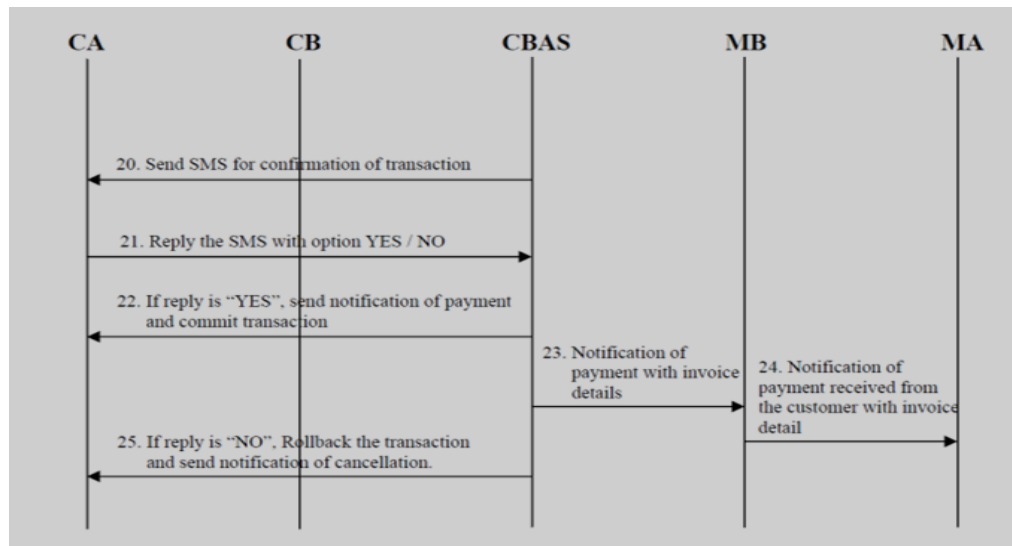 CA CB CBAS MB MA
20. Send SMS for confirmation of transaction
21. Reply the SMS with option YES / NO
22. If reply is “YES”, send notification of payment
and commit transaction
23. Notification of
payment with invoice
details
24. Notification of
payment received from
the customer with invoice
detail
25. If reply is “NO”, Rollback the transaction
and send notification of cancellation.